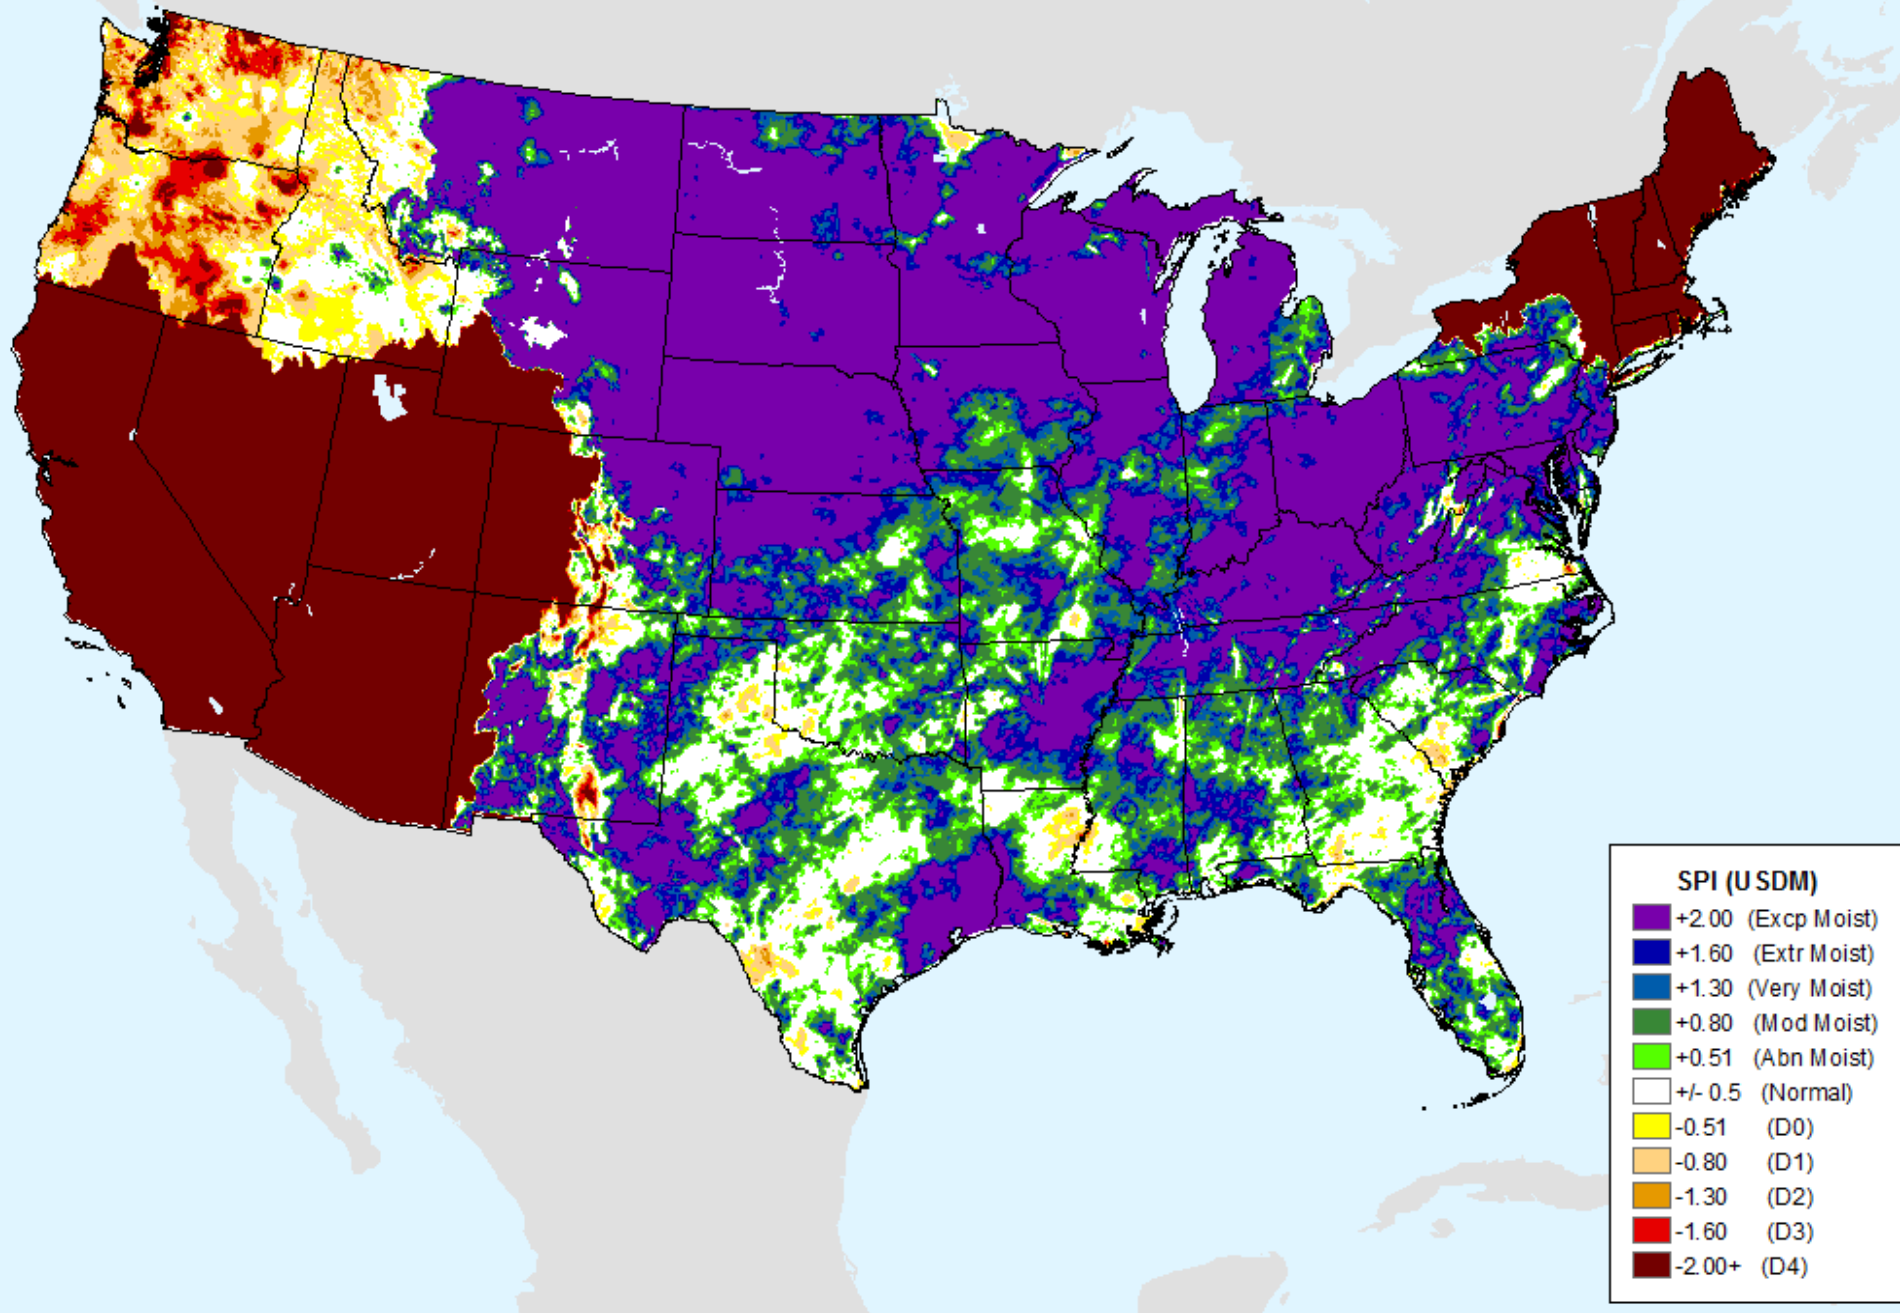 SPI (USDM)
+2.00 (Excp Moist)
+1.60 (Extr Moist)
+1.30 (Very Moist)
+0.80 (Mod Moist)
+0.51 (Abn Moist)
+/- 0.5 (Normal)
-0.51 (D0)
-0.80 (D1)
-1.30 (D2)
-1.60 (D3)
-2.00+ (D4)